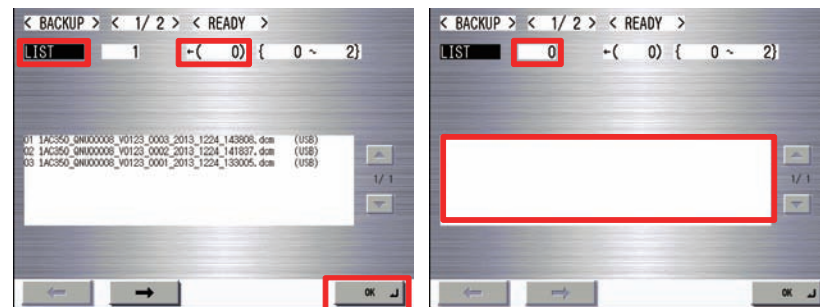 < BACKUP > < 1/ 2 > < READY >
LIST 1 ←( 0) { 0 ~ 2}
01 1AC350_QNU00008_V0123_0003_2013_1224_143808.dcm (USB)
02 1AC350_QNU00008_V0123_0002_2013_1224_141837.dcm (USB)
03 1AC350_QNU00008_V0123_0001_2013_1224_133005.dcm (USB)
1/ 1
← → OK ┘
< BACKUP > < 1/ 2 > < READY >
LIST 0 ←( 0) { 0 ~ 2}
1/ 1
← → OK ┘